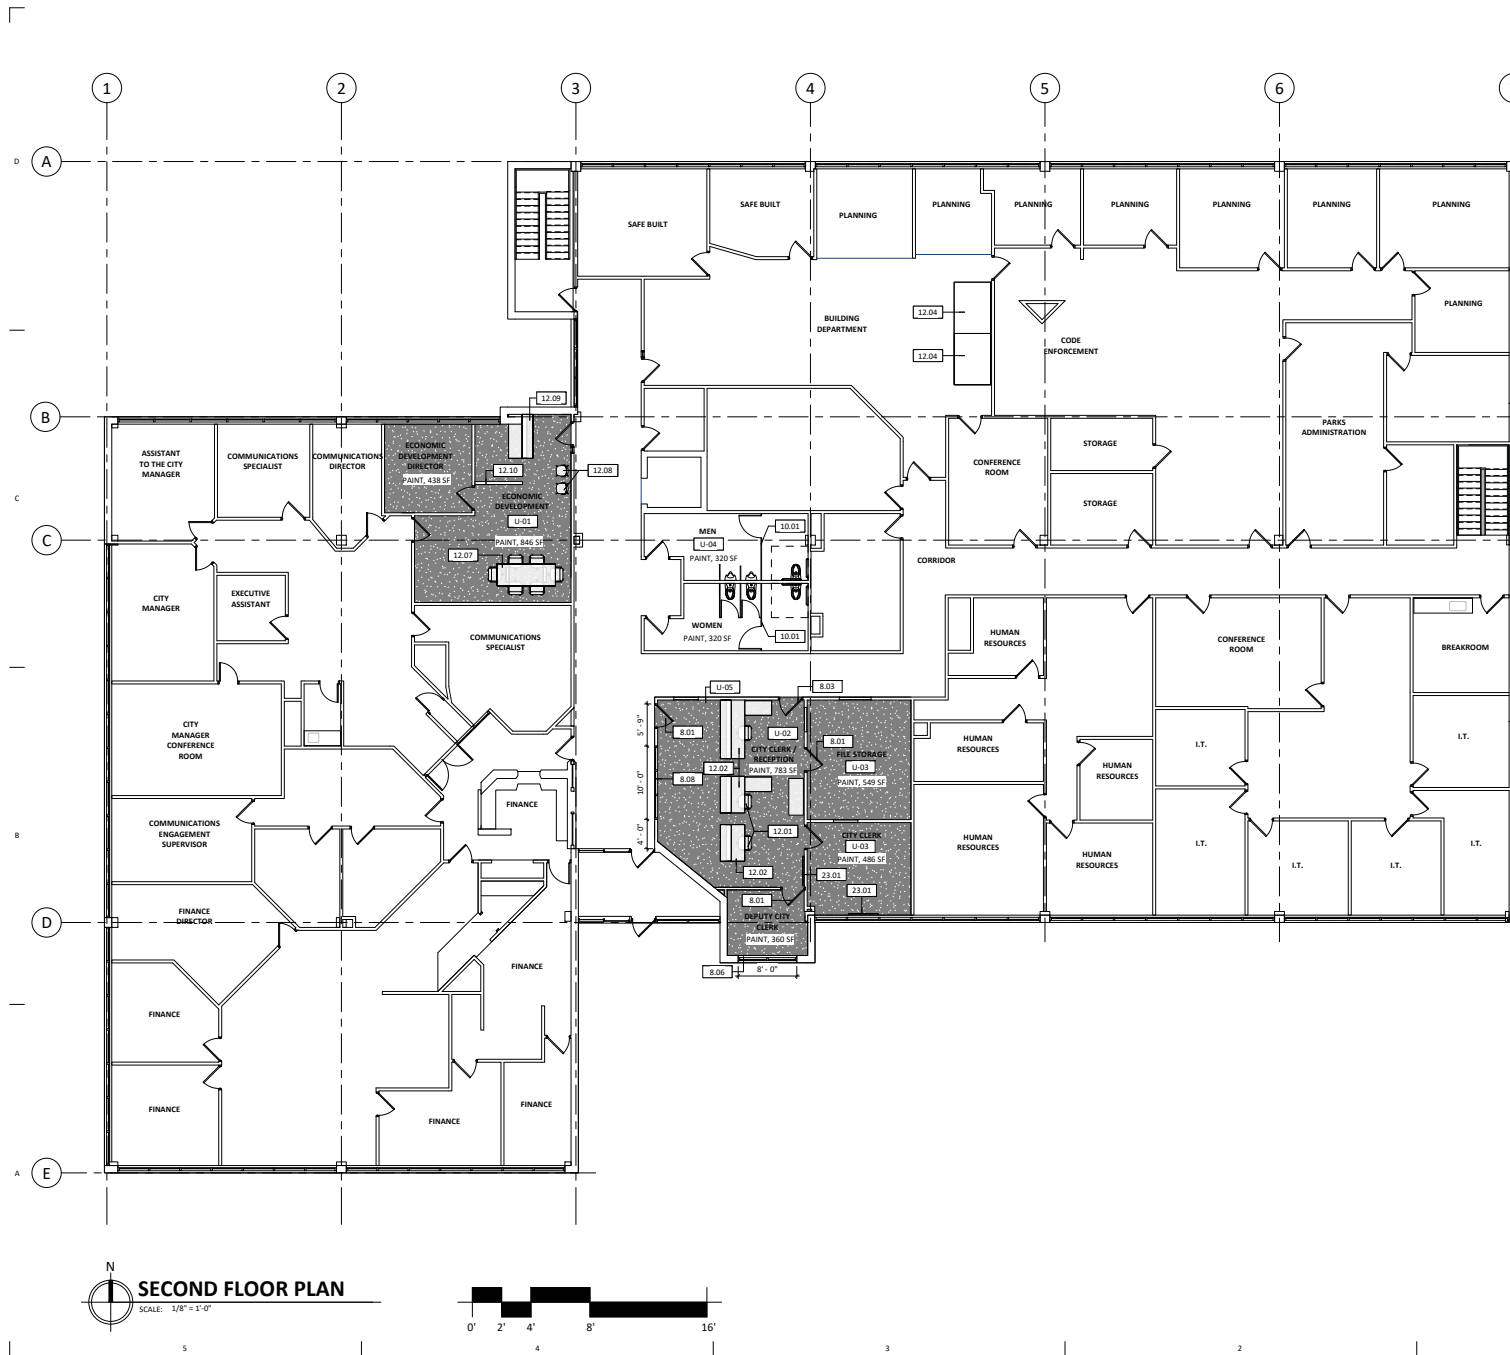 1
2
3
4
5
6
D
A
SAFE BUILT
SAFE BUILT
PLANNING
PLANNING
PLANNING
PLANNING
PLANNING
PLANNING
PLANNING
PLANNING
12.04
BUILDING
DEPARTMENT
12.04
CODE
ENFORCEMENT
B
12.09
ASSISTANT
TO THE CITY
MANAGER
COMMUNICATIONS
SPECIALIST
COMMUNICATIONS
DIRECTOR
ECONOMIC
DEVELOPMENT
DIRECTOR
PAINT, 438 SF
12.10
12.08
ECONOMIC
DEVELOPMENT
U-01
PAINT, 846 SF
12.07
PARKS
ADMINISTRATION
STORAGE
CONFERENCE
ROOM
STORAGE
C
C
MEN
U-04
PAINT, 320 SF
10.01
CORRIDOR
CITY
MANAGER
EXECUTIVE
ASSISTANT
COMMUNICATIONS
SPECIALIST
WOMEN
PAINT, 320 SF
10.01
HUMAN
RESOURCES
CONFERENCE
ROOM
BREAKROOM
U-05
8.03
CITY
MANAGER
CONFERENCE
ROOM
5' - 9"
8.01
U-02
CITY CLERK /
RECEPTION
PAINT, 783 SF
8.01
FILE STORAGE
U-03
PAINT, 549 SF
HUMAN
RESOURCES
HUMAN
RESOURCES
I.T.
I.T.
12.02
8.08
10' - 0"
FINANCE
B
COMMUNICATIONS
ENGAGEMENT
SUPERVISOR
4' - 0"
12.01
CITY CLERK
U-03
PAINT, 486 SF
HUMAN
RESOURCES
HUMAN
RESOURCES
I.T.
I.T.
I.T.
I.T.
12.02
23.01
23.01
8.01
D
FINANCE
DIRECTOR
DEPUTY CITY
CLERK
PAINT, 360 SF
8.06
8' - 0"
FINANCE
FINANCE
FINANCE
FINANCE
FINANCE
A
E
N
SECOND FLOOR PLAN
SCALE: 1/8" = 1'-0"
0' 2' 4' 8' 16'
5
4
3
2